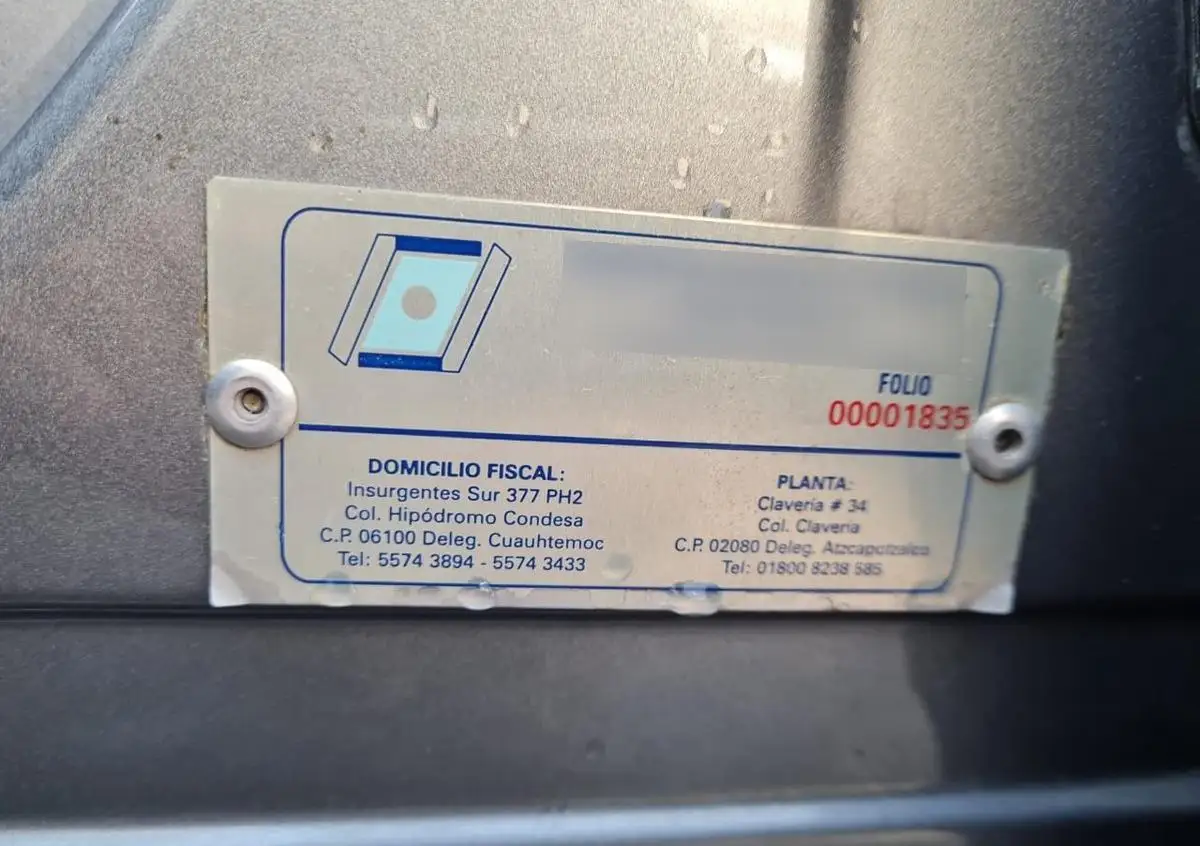 FOLIO
00001835
DOMICILIO FISCAL:
Insurgentes Sur 377 PH2
Col. Hipódromo Condesa
C.P. 06100 Deleg. Cuauhtemoc
Tel: 5574 3894 - 5574 3433
PLANTA:
Clavería # 34
Col. Clavería
C.P. 02080 Deleg. Atzcapotzalco
Tel: 01800 8238 585